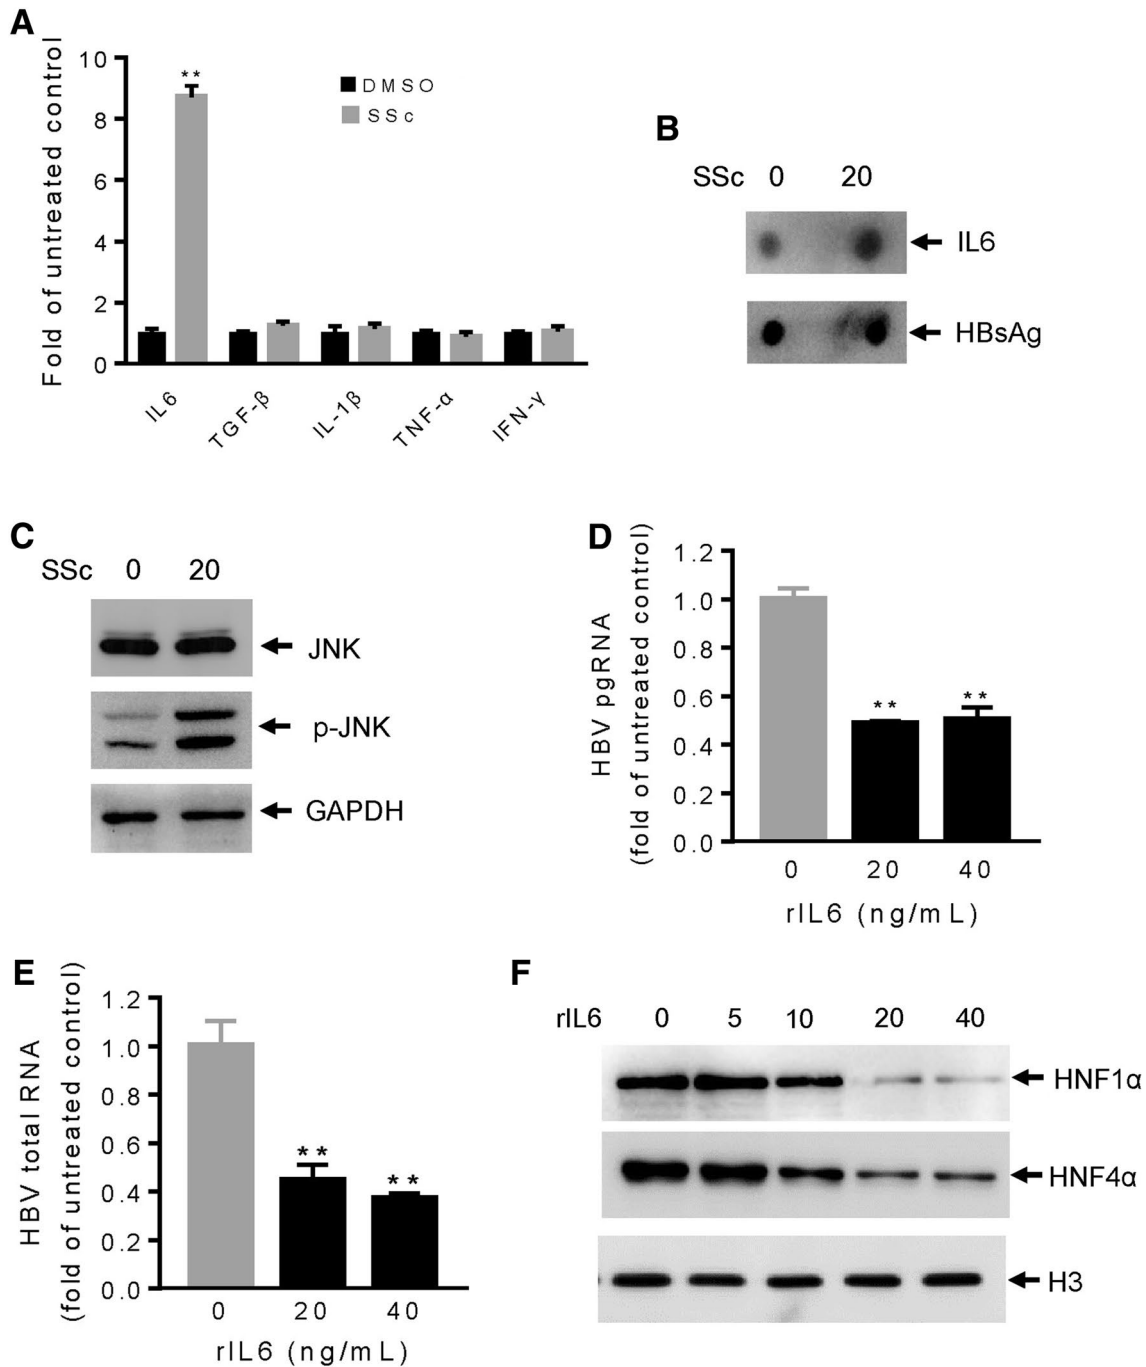 A
Fold of untreated control
10
8
6
4
2
0
**
DMSO
SSc
IL6
TGF-β
IL-1β
TNF-α
IFN-γ
B
SSc 0 20
IL6
HBsAg
C
SSc 0 20
JNK
p-JNK
GAPDH
D
HBV pgRNA
(fold of untreated control)
1.2
1.0
0.8
0.6
0.4
0.2
0.0
** **
0 20 40
rIL6 (ng/mL)
E
HBV total RNA
(fold of untreated control)
1.2
1.0
0.8
0.6
0.4
0.2
0.0
** **
0 20 40
rIL6 (ng/mL)
F
rIL6 0 5 10 20 40
HNF1α
HNF4α
H3